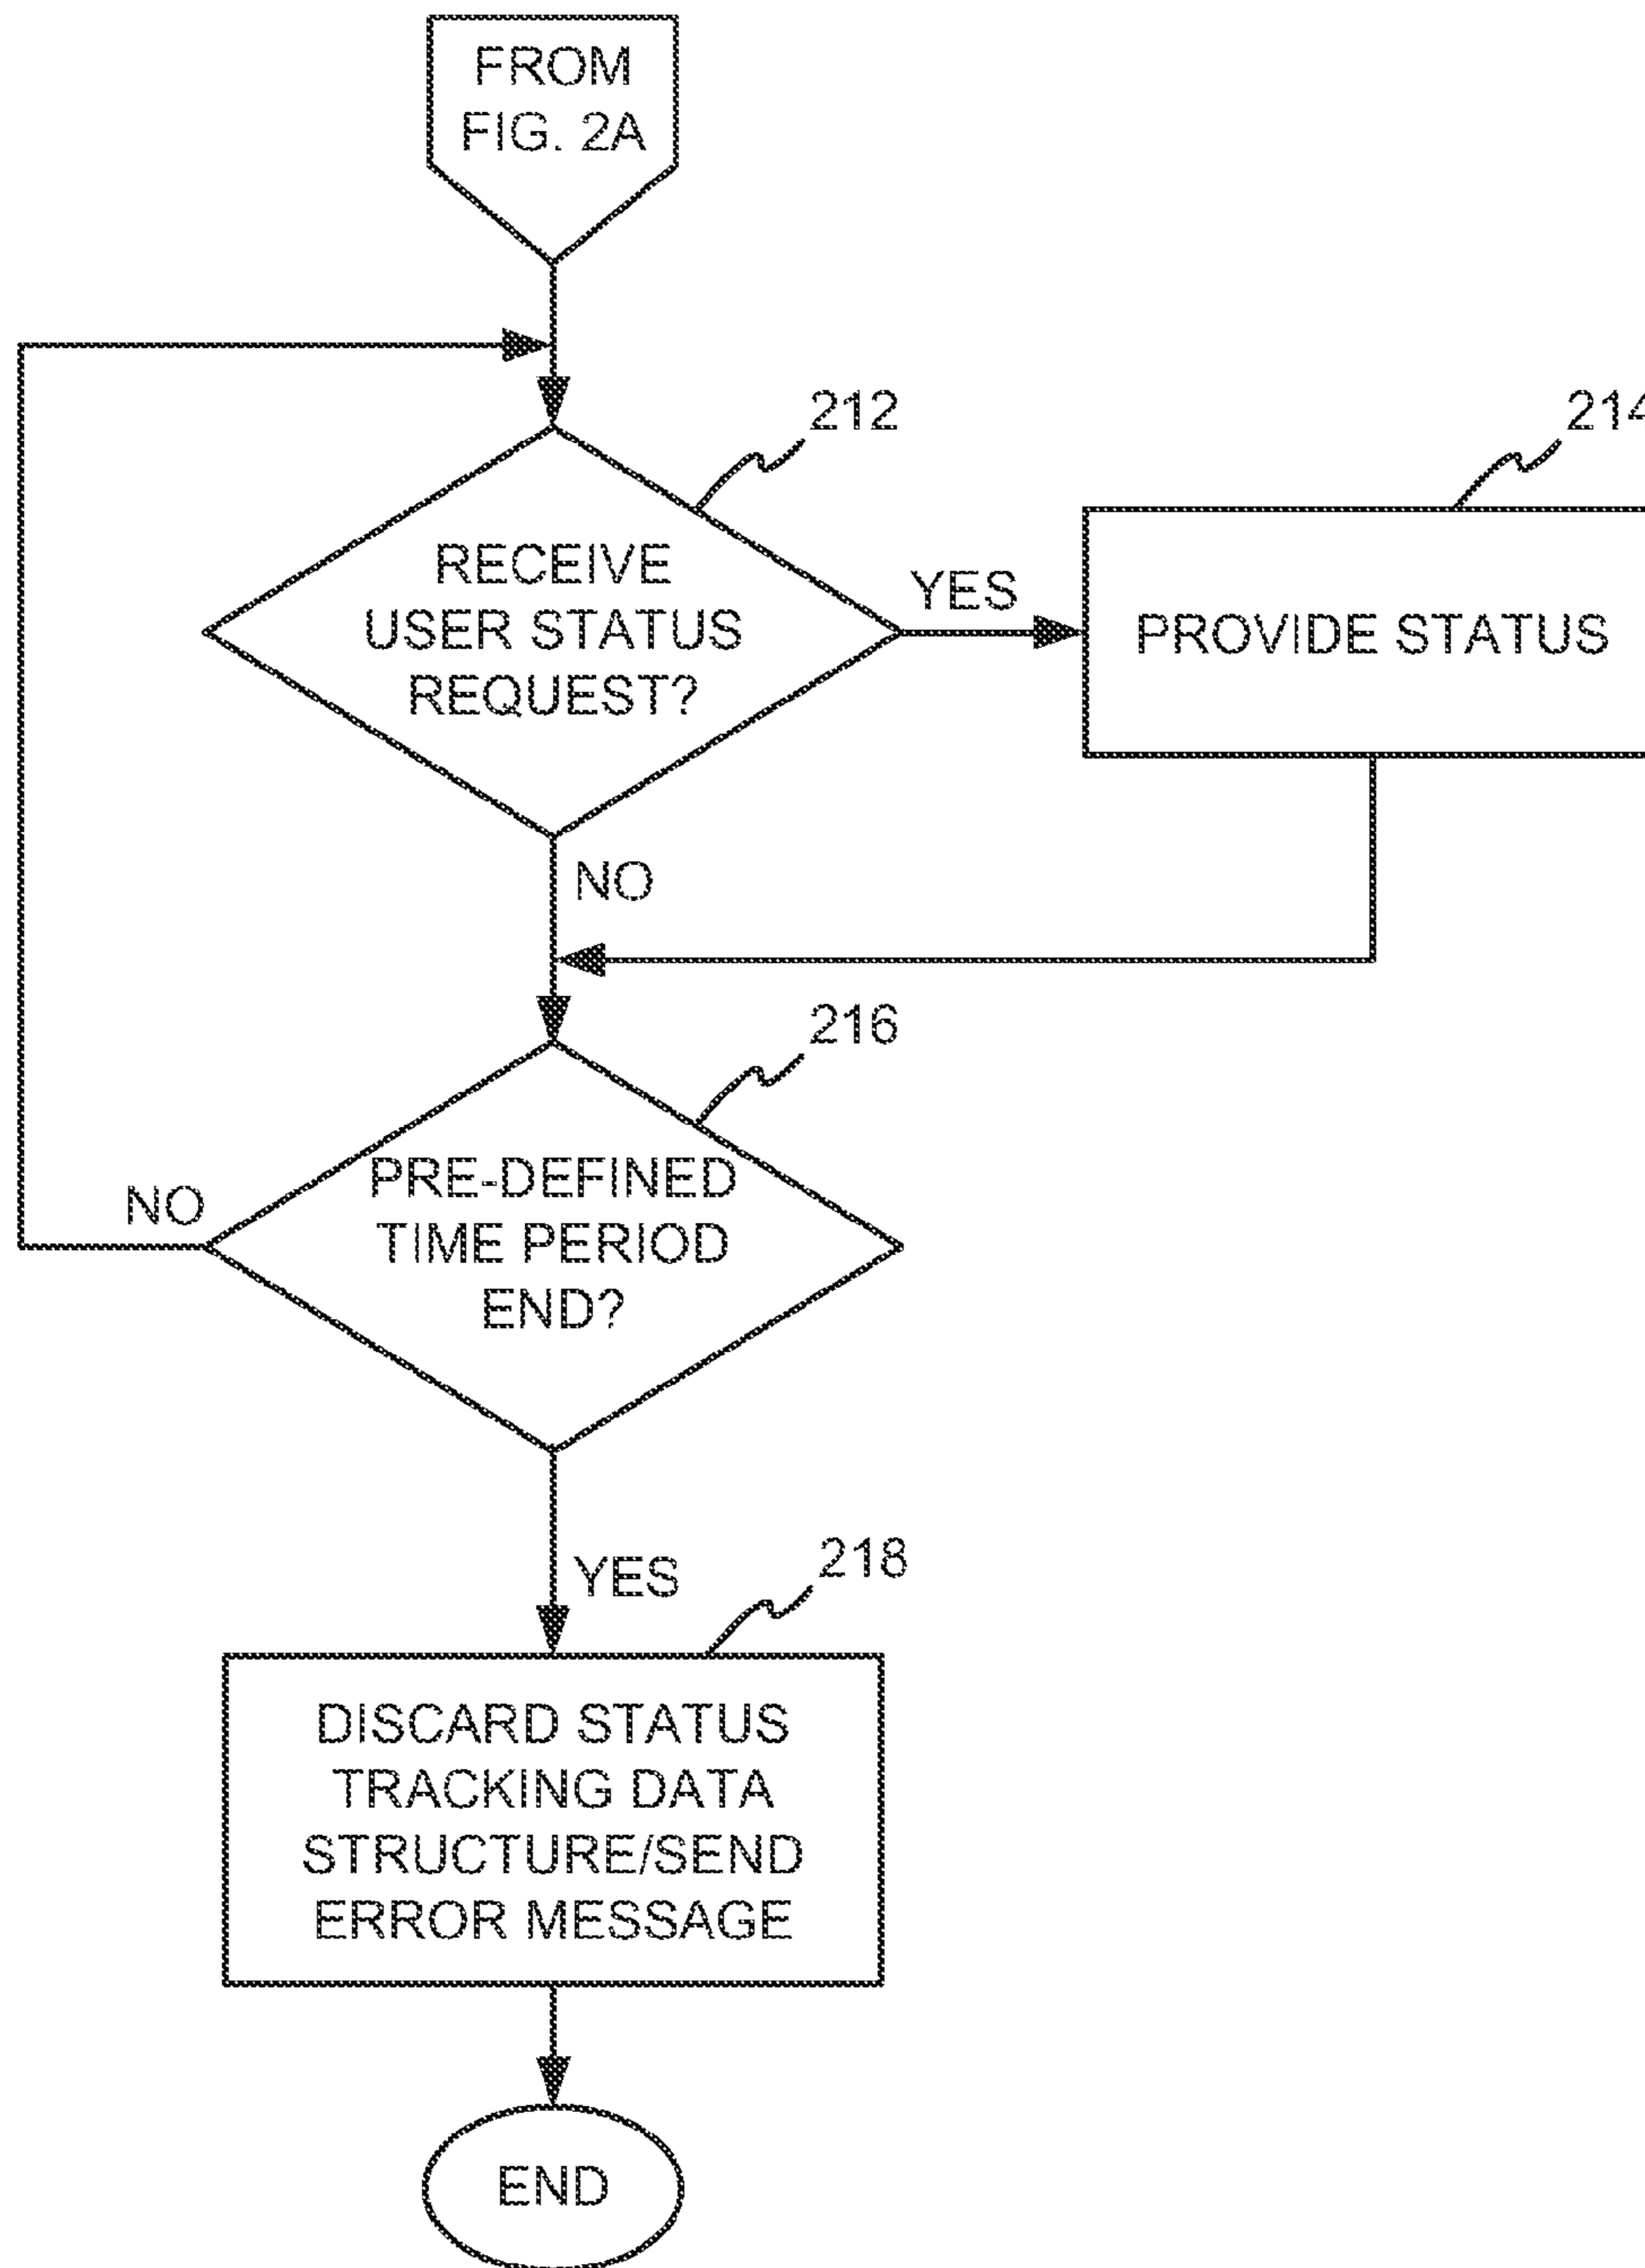 FROM
FIG. 2A
212
214
RECEIVE
USER STATUS
REQUEST?
YES
PROVIDE STATUS
NO
216
PRE-DEFINED
TIME PERIOD
END?
NO
YES
218
DISCARD STATUS
TRACKING DATA
STRUCTURE/SEND
ERROR MESSAGE
END